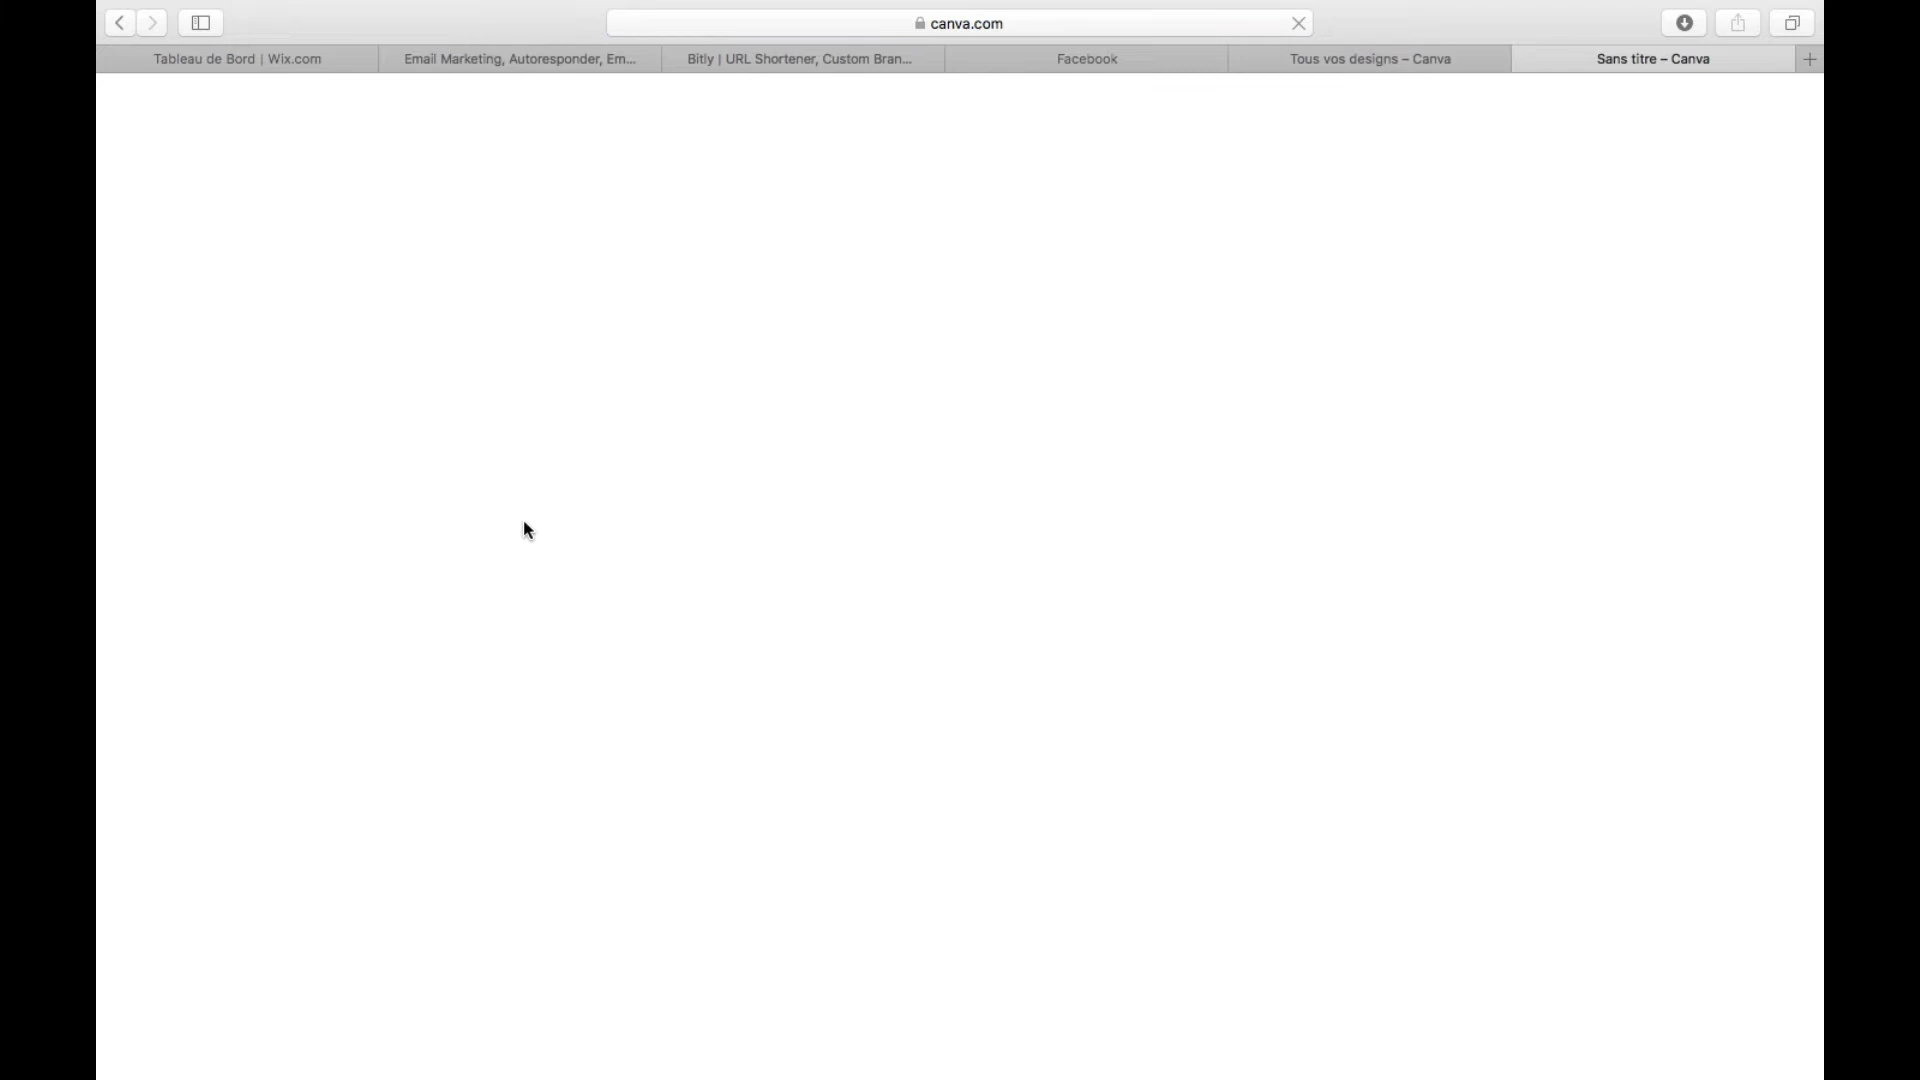 canva.com
Tableau de Bord | Wix.com
Email Marketing, Autoresponder, Em...
Bitly | URL Shortener, Custom Bran...
Facebook
Tous vos designs – Canva
Sans titre – Canva